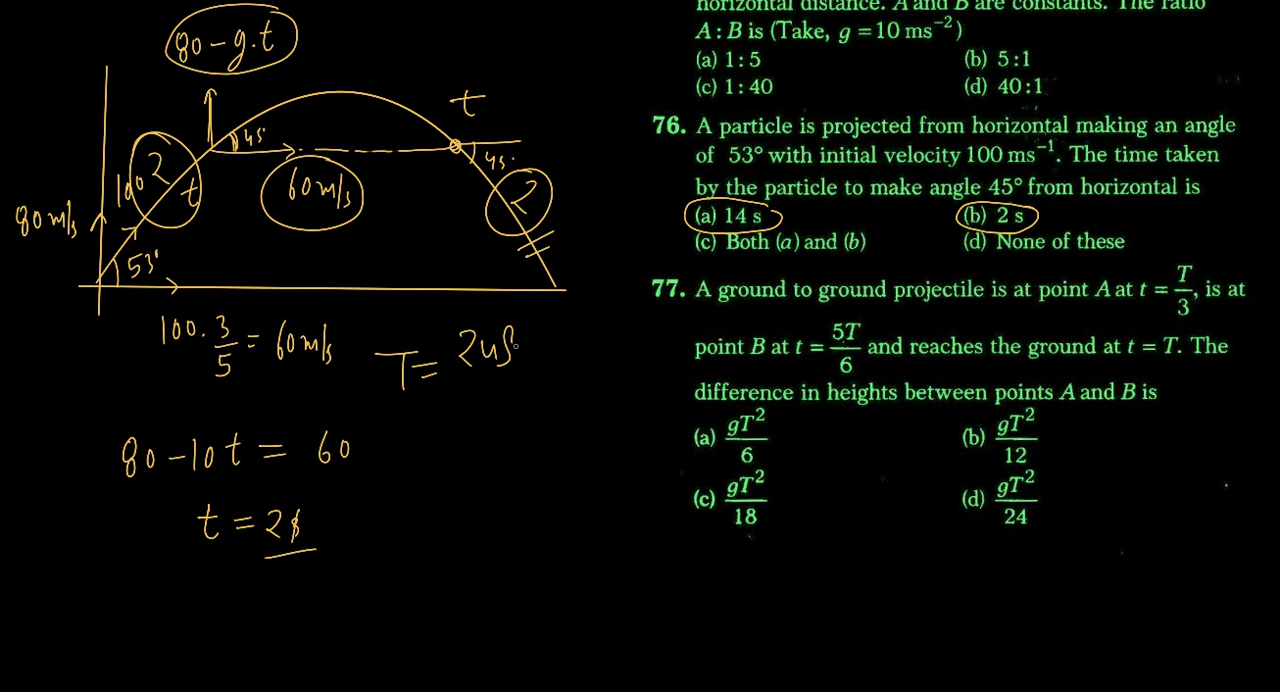 80-g.t
t
45
45.
1002
t
60 m/s
2
80 m/s
53°
100. 3/5 = 60 m/s
T = 2us
80-10t = 60
t = 2s
horizontal distance. A and B are constants. The ratio
A : B is (Take, g = 10 ms⁻²)
(a) 1 : 5 (b) 5 : 1
(c) 1 : 40 (d) 40 : 1
76. A particle is projected from horizontal making an angle
of 53° with initial velocity 100 ms⁻¹. The time taken
by the particle to make angle 45° from horizontal is
(a) 14 s (b) 2 s
(c) Both (a) and (b) (d) None of these
77. A ground to ground projectile is at point A at t = T/3, is at
point B at t = 5T/6 and reaches the ground at t = T. The
difference in heights between points A and B is
(a) gT²/6 (b) gT²/12
(c) gT²/18 (d) gT²/24